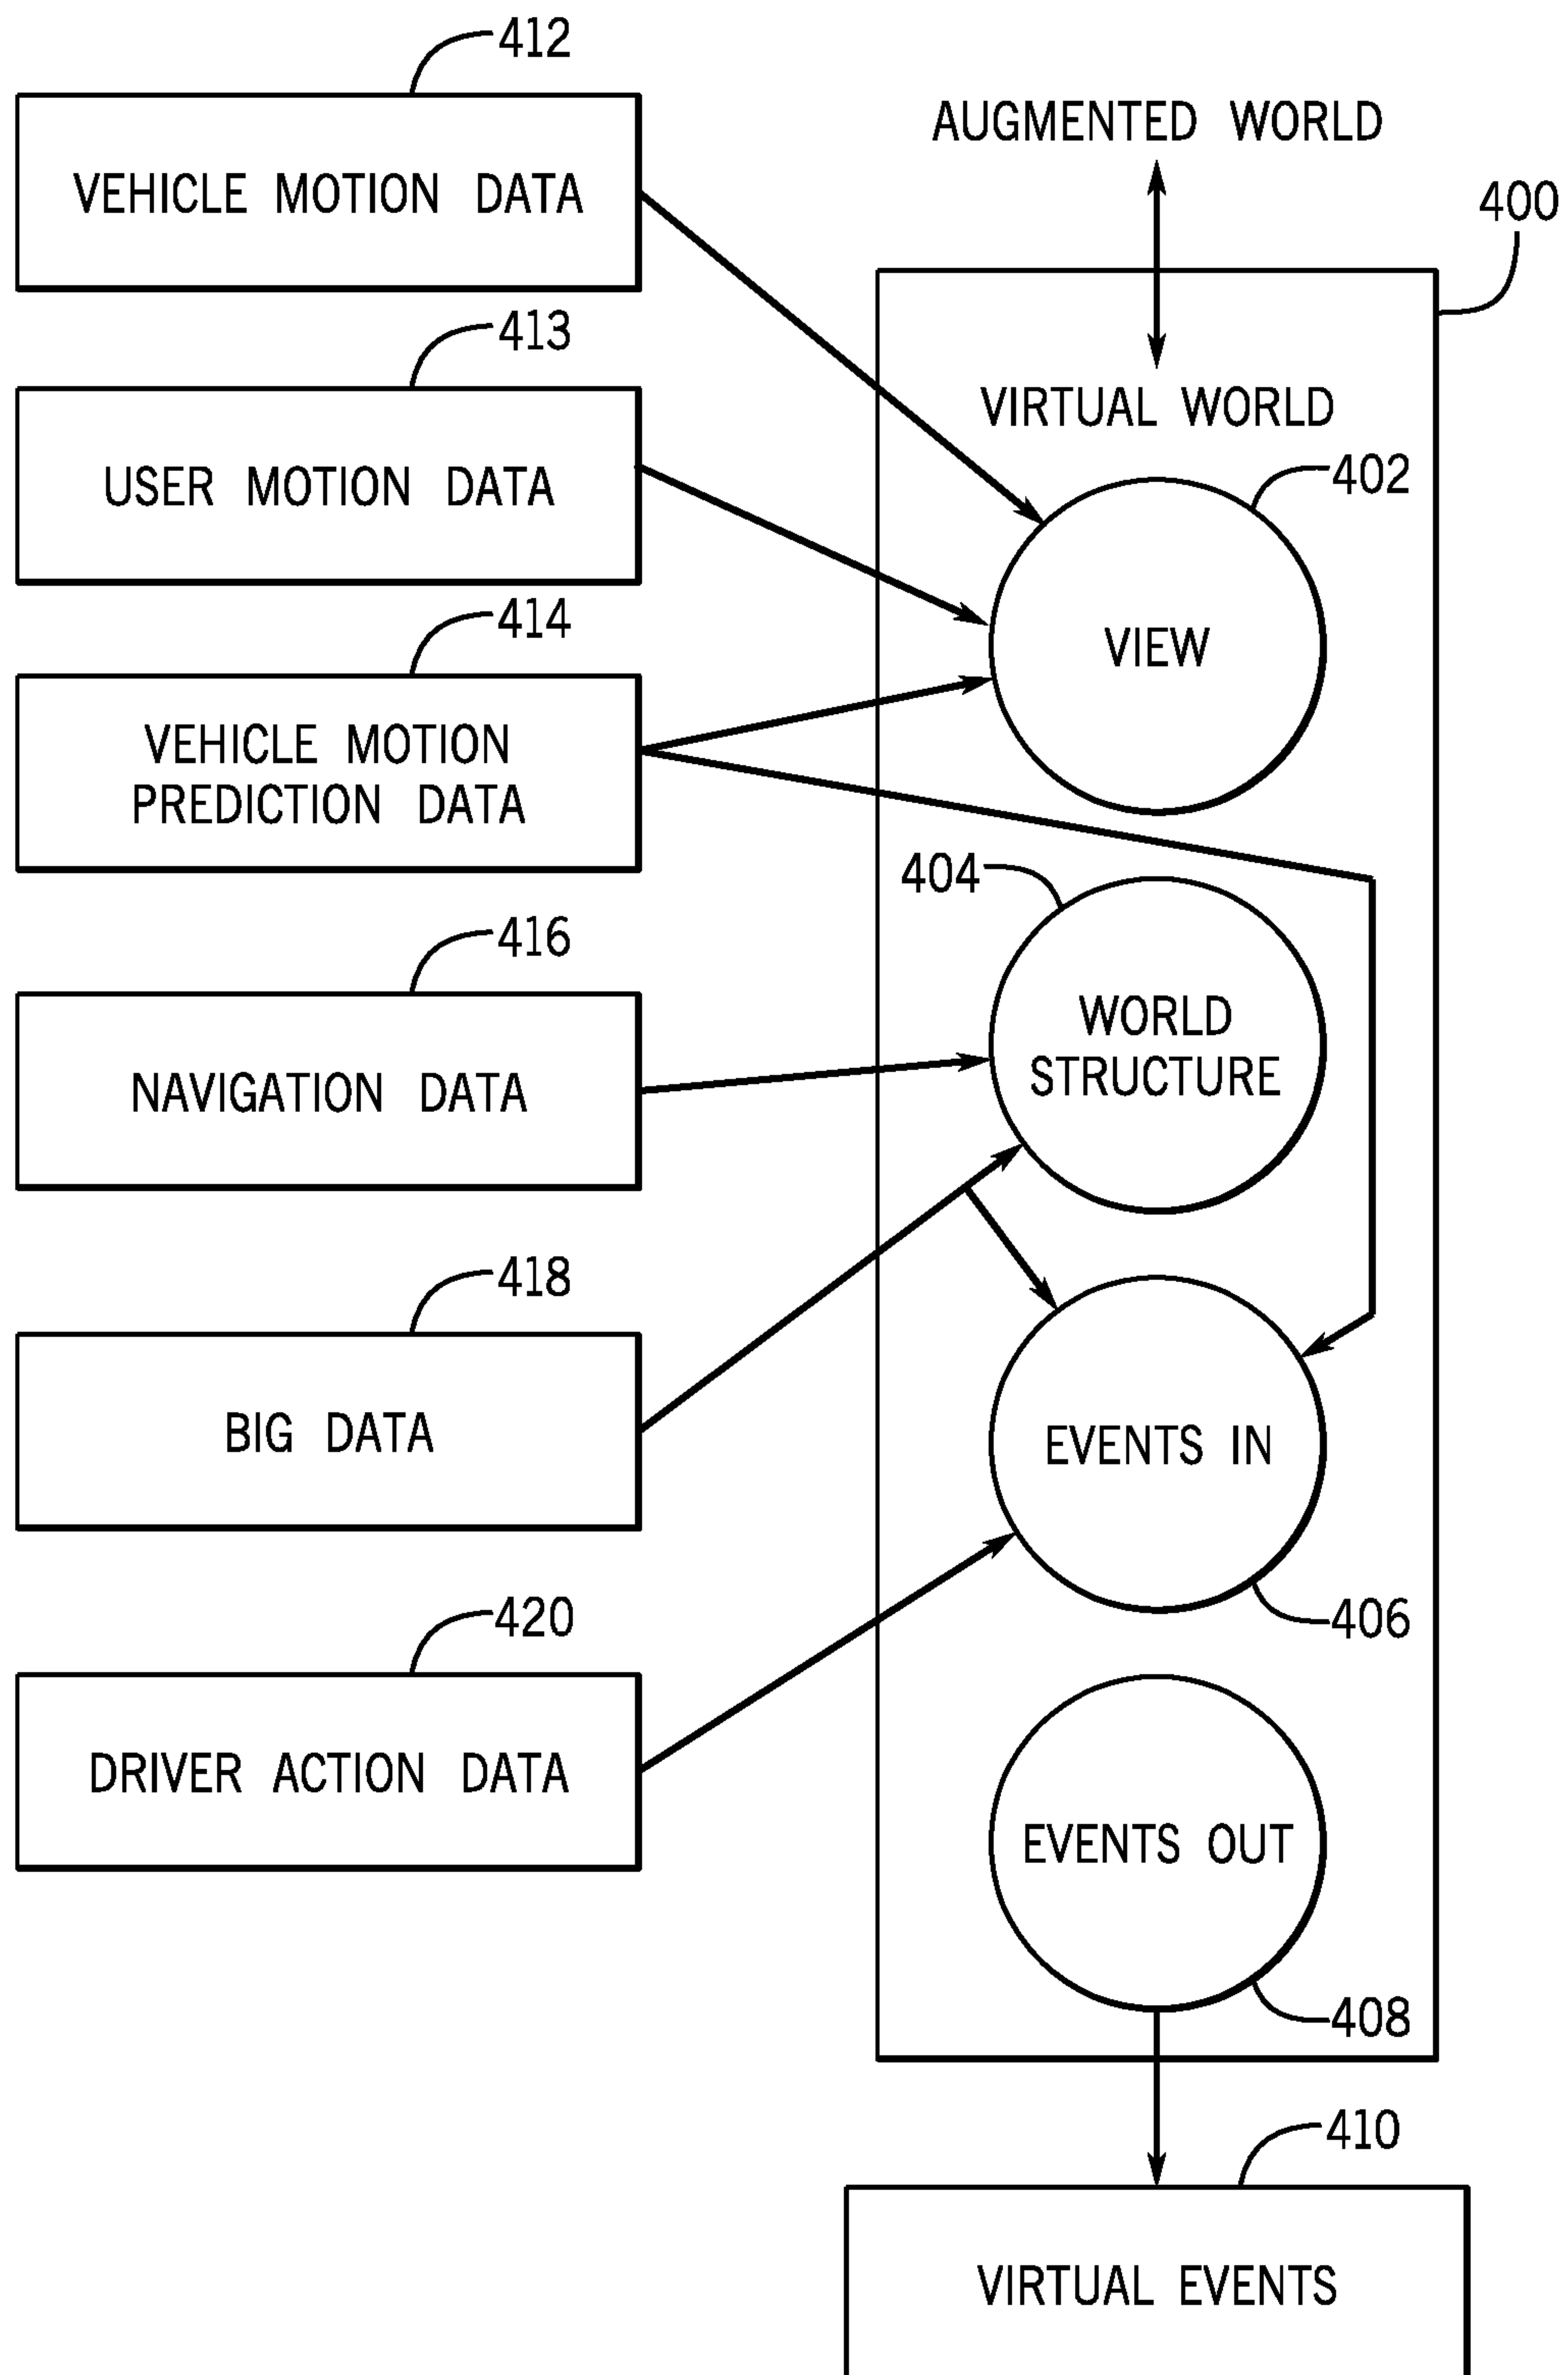 412
VEHICLE MOTION DATA
413
USER MOTION DATA
414
VEHICLE MOTION
PREDICTION DATA
416
NAVIGATION DATA
418
BIG DATA
420
DRIVER ACTION DATA
AUGMENTED WORLD
400
VIRTUAL WORLD
402
VIEW
404
WORLD
STRUCTURE
EVENTS IN
406
EVENTS OUT
408
410
VIRTUAL EVENTS